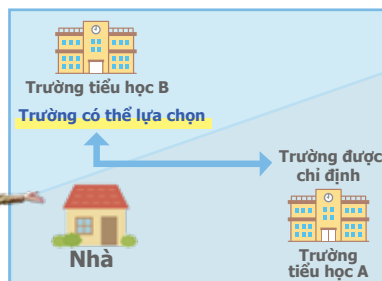 Trường tiểu học B
Trường có thể lựa chọn
Trường được
chỉ định
Nhà
Trường
tiểu học A